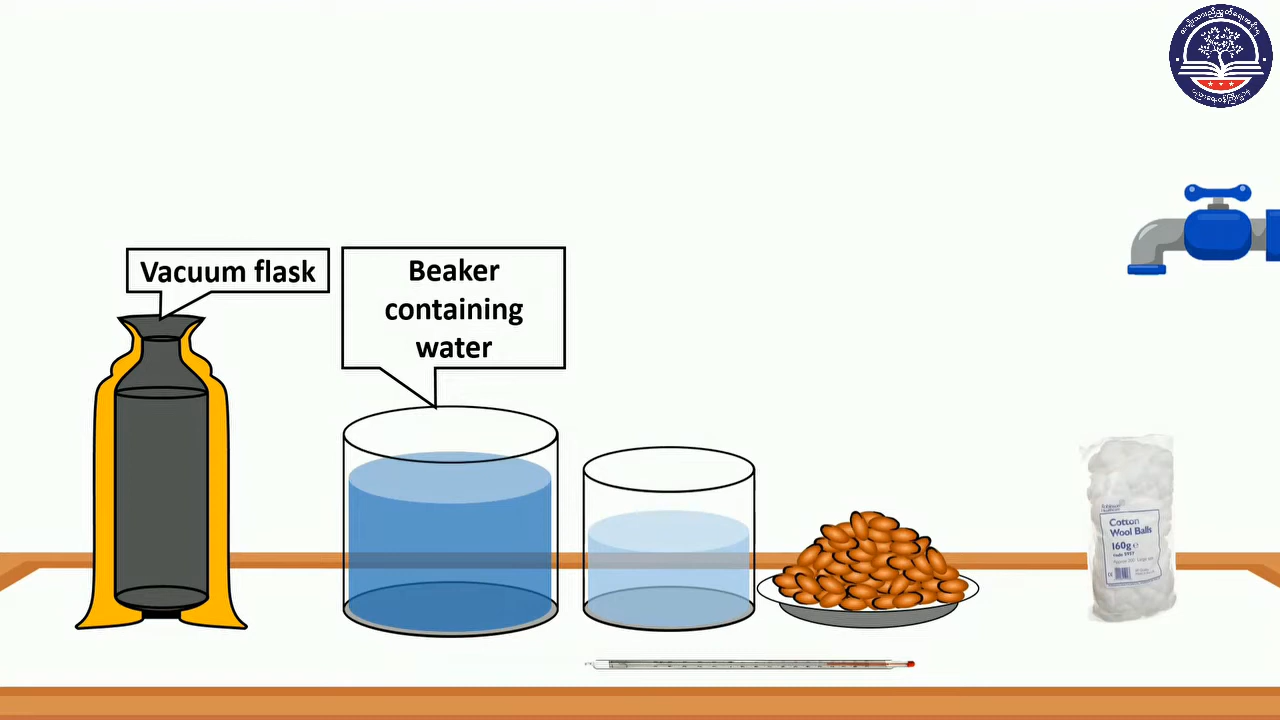 Vacuum flask
Beaker
containing
water
Cotton
Wool Balls
160g e